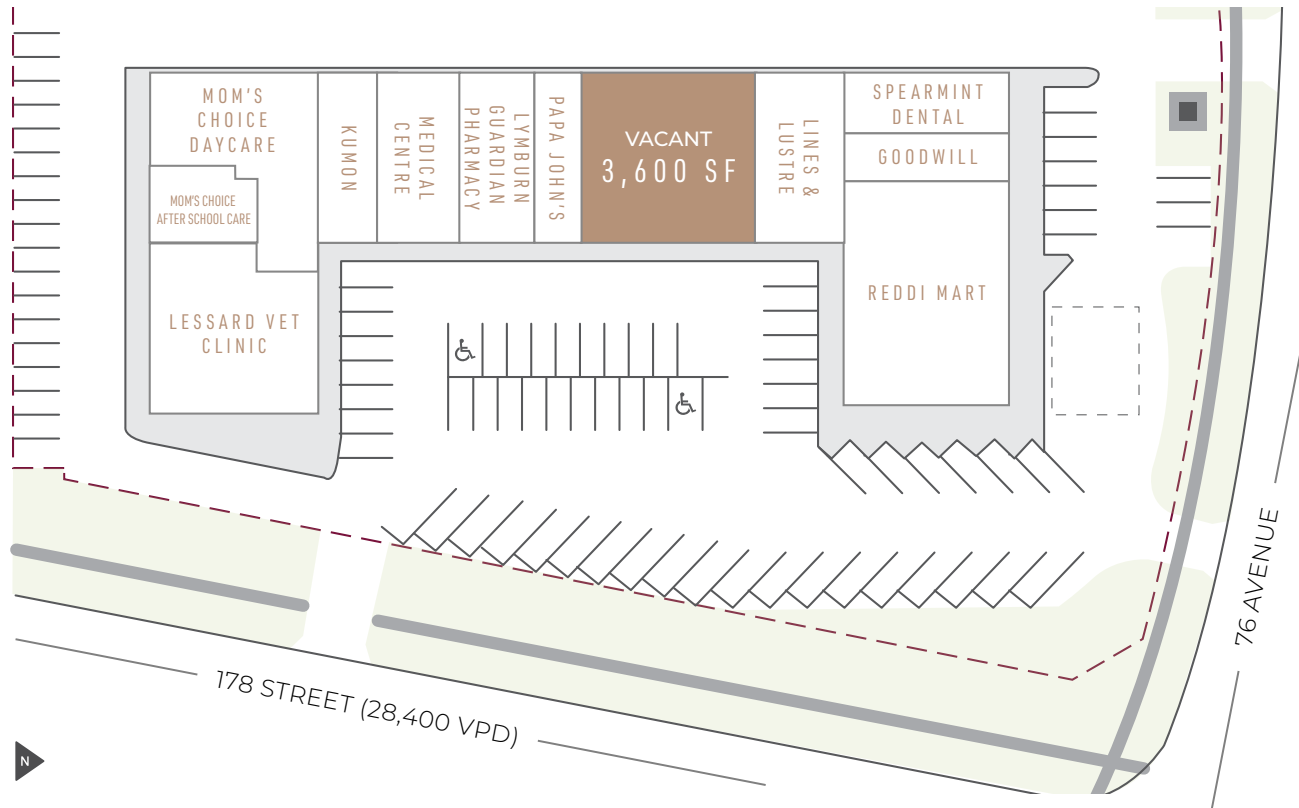 MOM'S
CHOICE
DAYCARE
MOM'S CHOICE
AFTER SCHOOL CARE
LESSARD VET
CLINIC
KUMON
MEDICAL
CENTRE
LYMBURN
GUARDIAN
PHARMACY
PAPA JOHN'S
VACANT
3,600 SF
LINES &
LUSTRE
SPEARMINT
DENTAL
GOODWILL
REDDI MART
76 AVENUE
178 STREET (28,400 VPD)
N